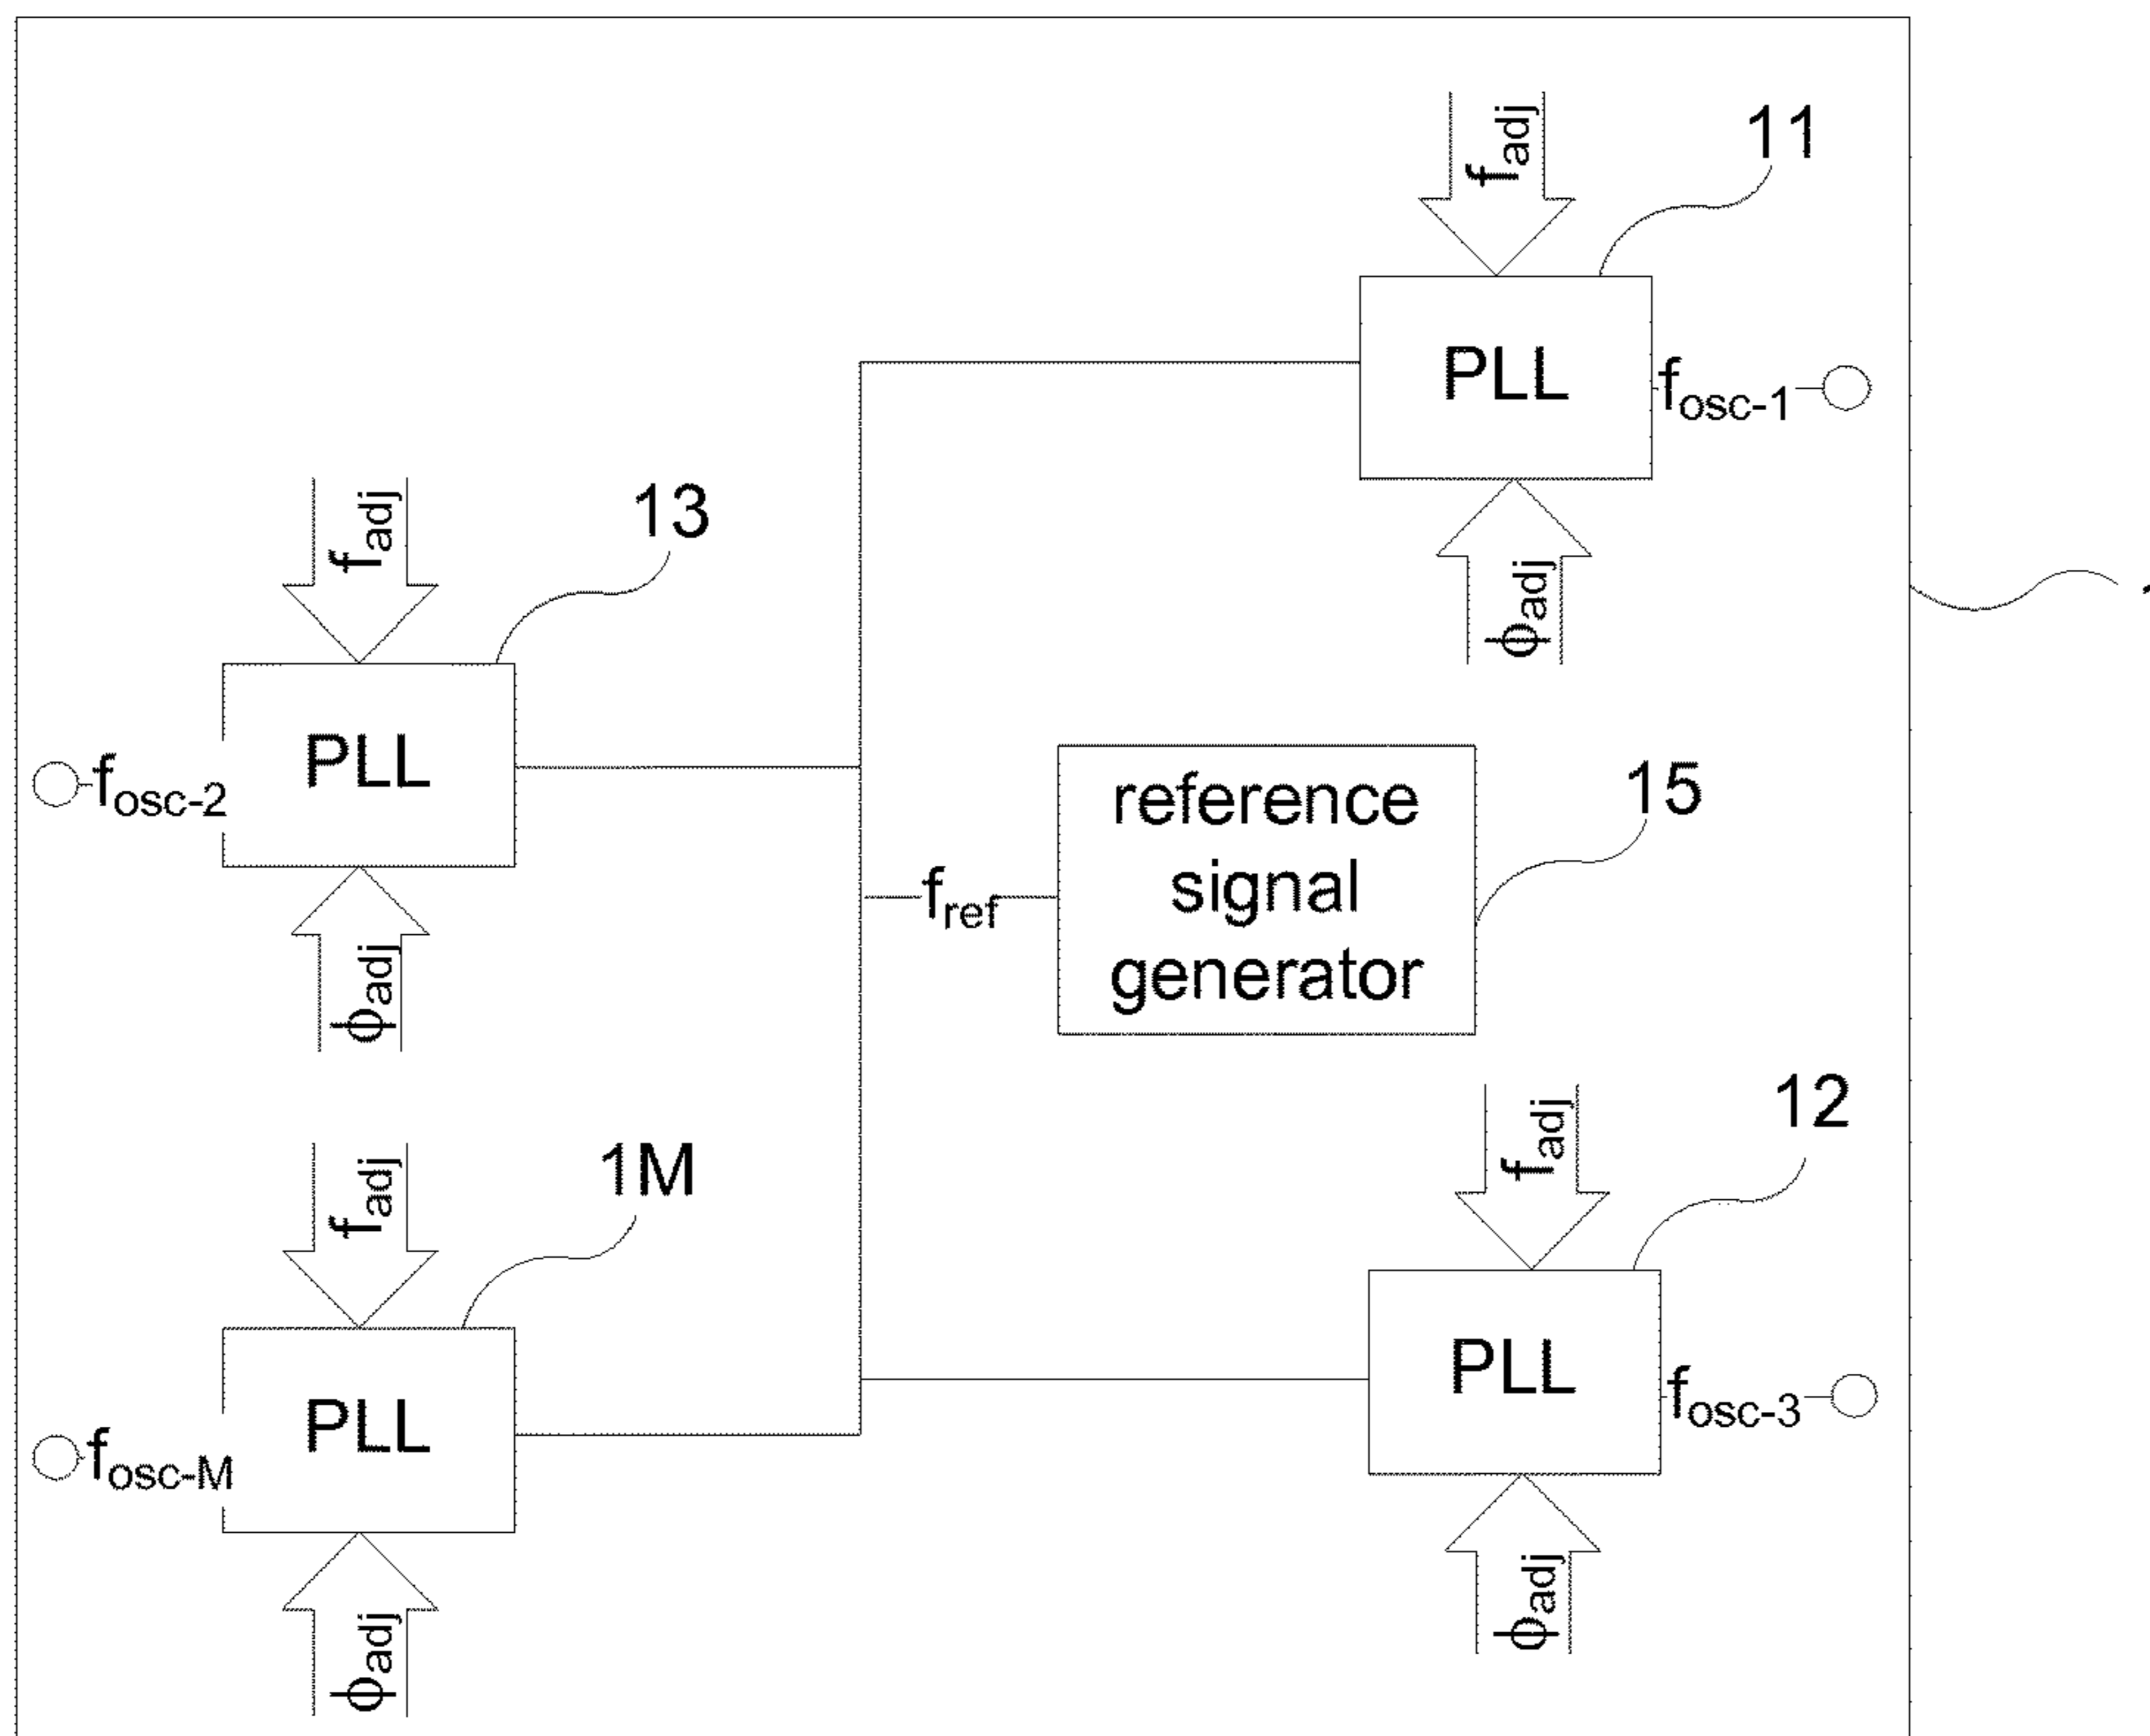 f_adj
11
PLL
f_osc-1
ϕ_adj
1
f_adj
13
PLL
f_osc-2
ϕ_adj
reference
signal
generator
15
f_ref
f_adj
12
PLL
f_osc-3
ϕ_adj
f_adj
1M
PLL
f_osc-M
ϕ_adj